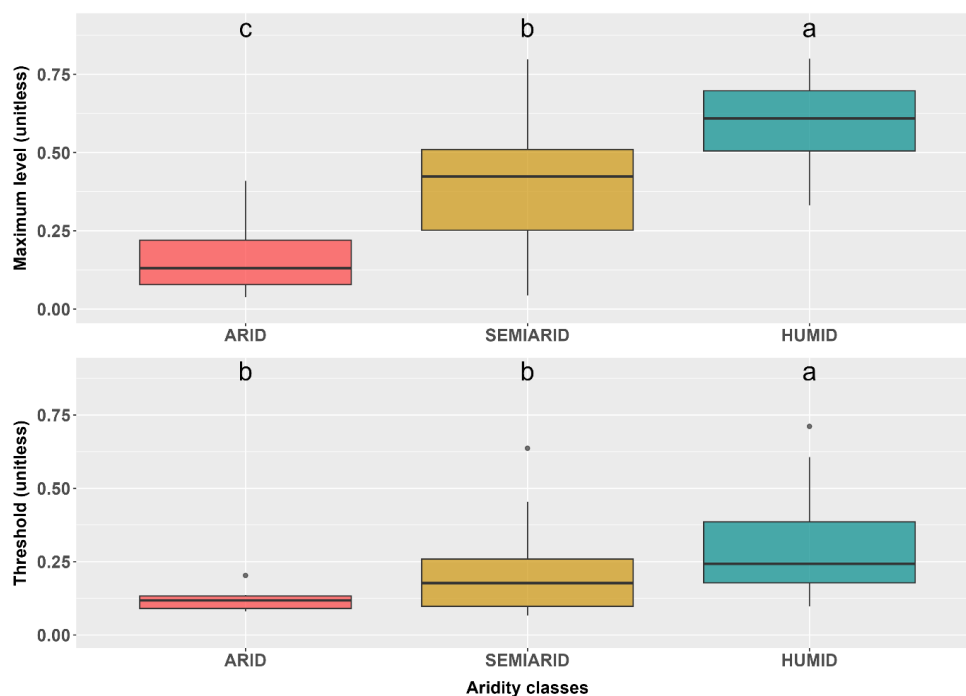 c b a
Maximum level (unitless)
0.75
0.50
0.25
0.00
ARID SEMIARID HUMID
b b a
Threshold (unitless)
0.75
0.50
0.25
0.00
ARID SEMIARID HUMID
Aridity classes